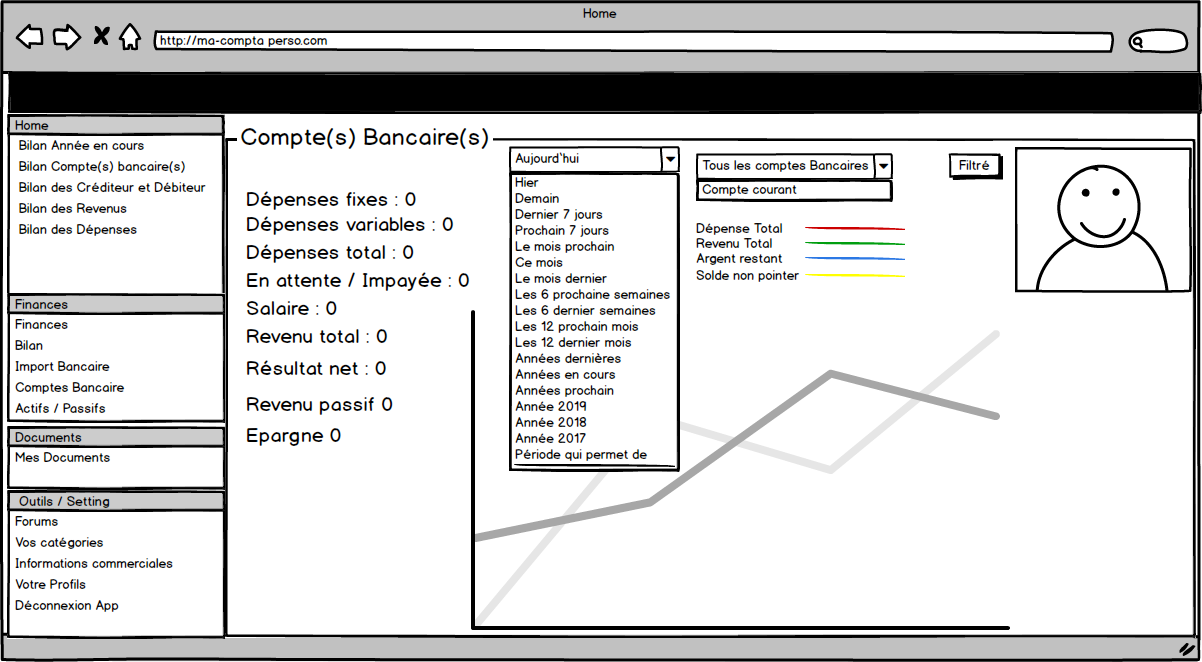 Home
http://ma-compta perso.com
Home
Bilan Année en cours
Bilan Compte(s) bancaire(s)
Bilan des Créditeur et Débiteur
Bilan des Revenus
Bilan des Dépenses
Finances
Finances
Bilan
Import Bancaire
Comptes Bancaire
Actifs / Passifs
Documents
Mes Documents
Outils / Setting
Forums
Vos catégories
Informations commerciales
Votre Profils
Déconnexion App
Compte(s) Bancaire(s)
Dépenses fixes : 0
Dépenses variables : 0
Dépenses total : 0
En attente / Impayée : 0
Salaire : 0
Revenu total : 0
Résultat net : 0
Revenu passif 0
Epargne 0
Aujourd'hui
Hier
Demain
Dernier 7 jours
Prochain 7 jours
Le mois prochain
Ce mois
Le mois dernier
Les 6 prochaine semaines
Les 6 dernier semaines
Les 12 prochain mois
Les 12 dernier mois
Années dernières
Années en cours
Années prochain
Année 2019
Année 2018
Année 2017
Période qui permet de
Tous les comptes Bancaires
Compte courant
Filtré
Dépense Total
Revenu Total
Argent restant
Solde non pointer